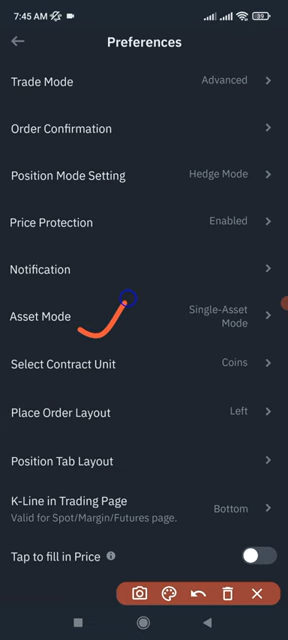 7:45 AM
39
Preferences
Trade Mode
Advanced
Order Confirmation
Position Mode Setting
Hedge Mode
Price Protection
Enabled
Notification
Asset Mode
Single-Asset
Mode
Select Contract Unit
Coins
Place Order Layout
Left
Position Tab Layout
K-Line in Trading Page
Valid for Spot/Margin/Futures page.
Bottom
Tap to fill in Price